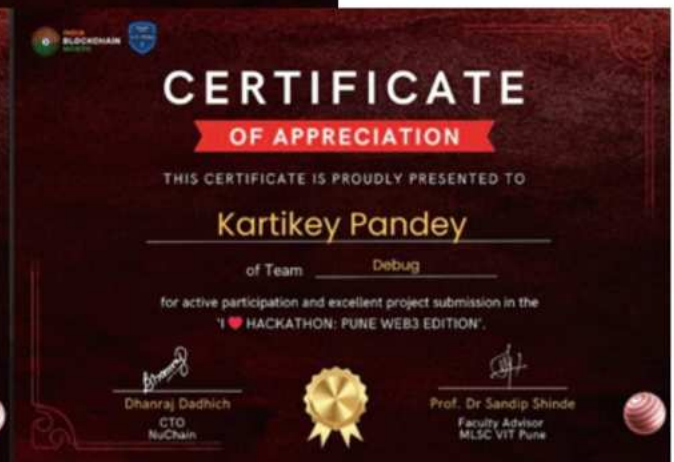 INDIA
BLOCKCHAIN
MONTH
CERTIFICATE
OF APPRECIATION
THIS CERTIFICATE IS PROUDLY PRESENTED TO
Kartikey Pandey
of Team Debug
for active participation and excellent project submission in the
'I ❤ HACKATHON: PUNE WEB3 EDITION'.
Dhanraj Dadhich
CTO
NuChain
Prof. Dr Sandip Shinde
Faculty Advisor
MLSC VIT Pune